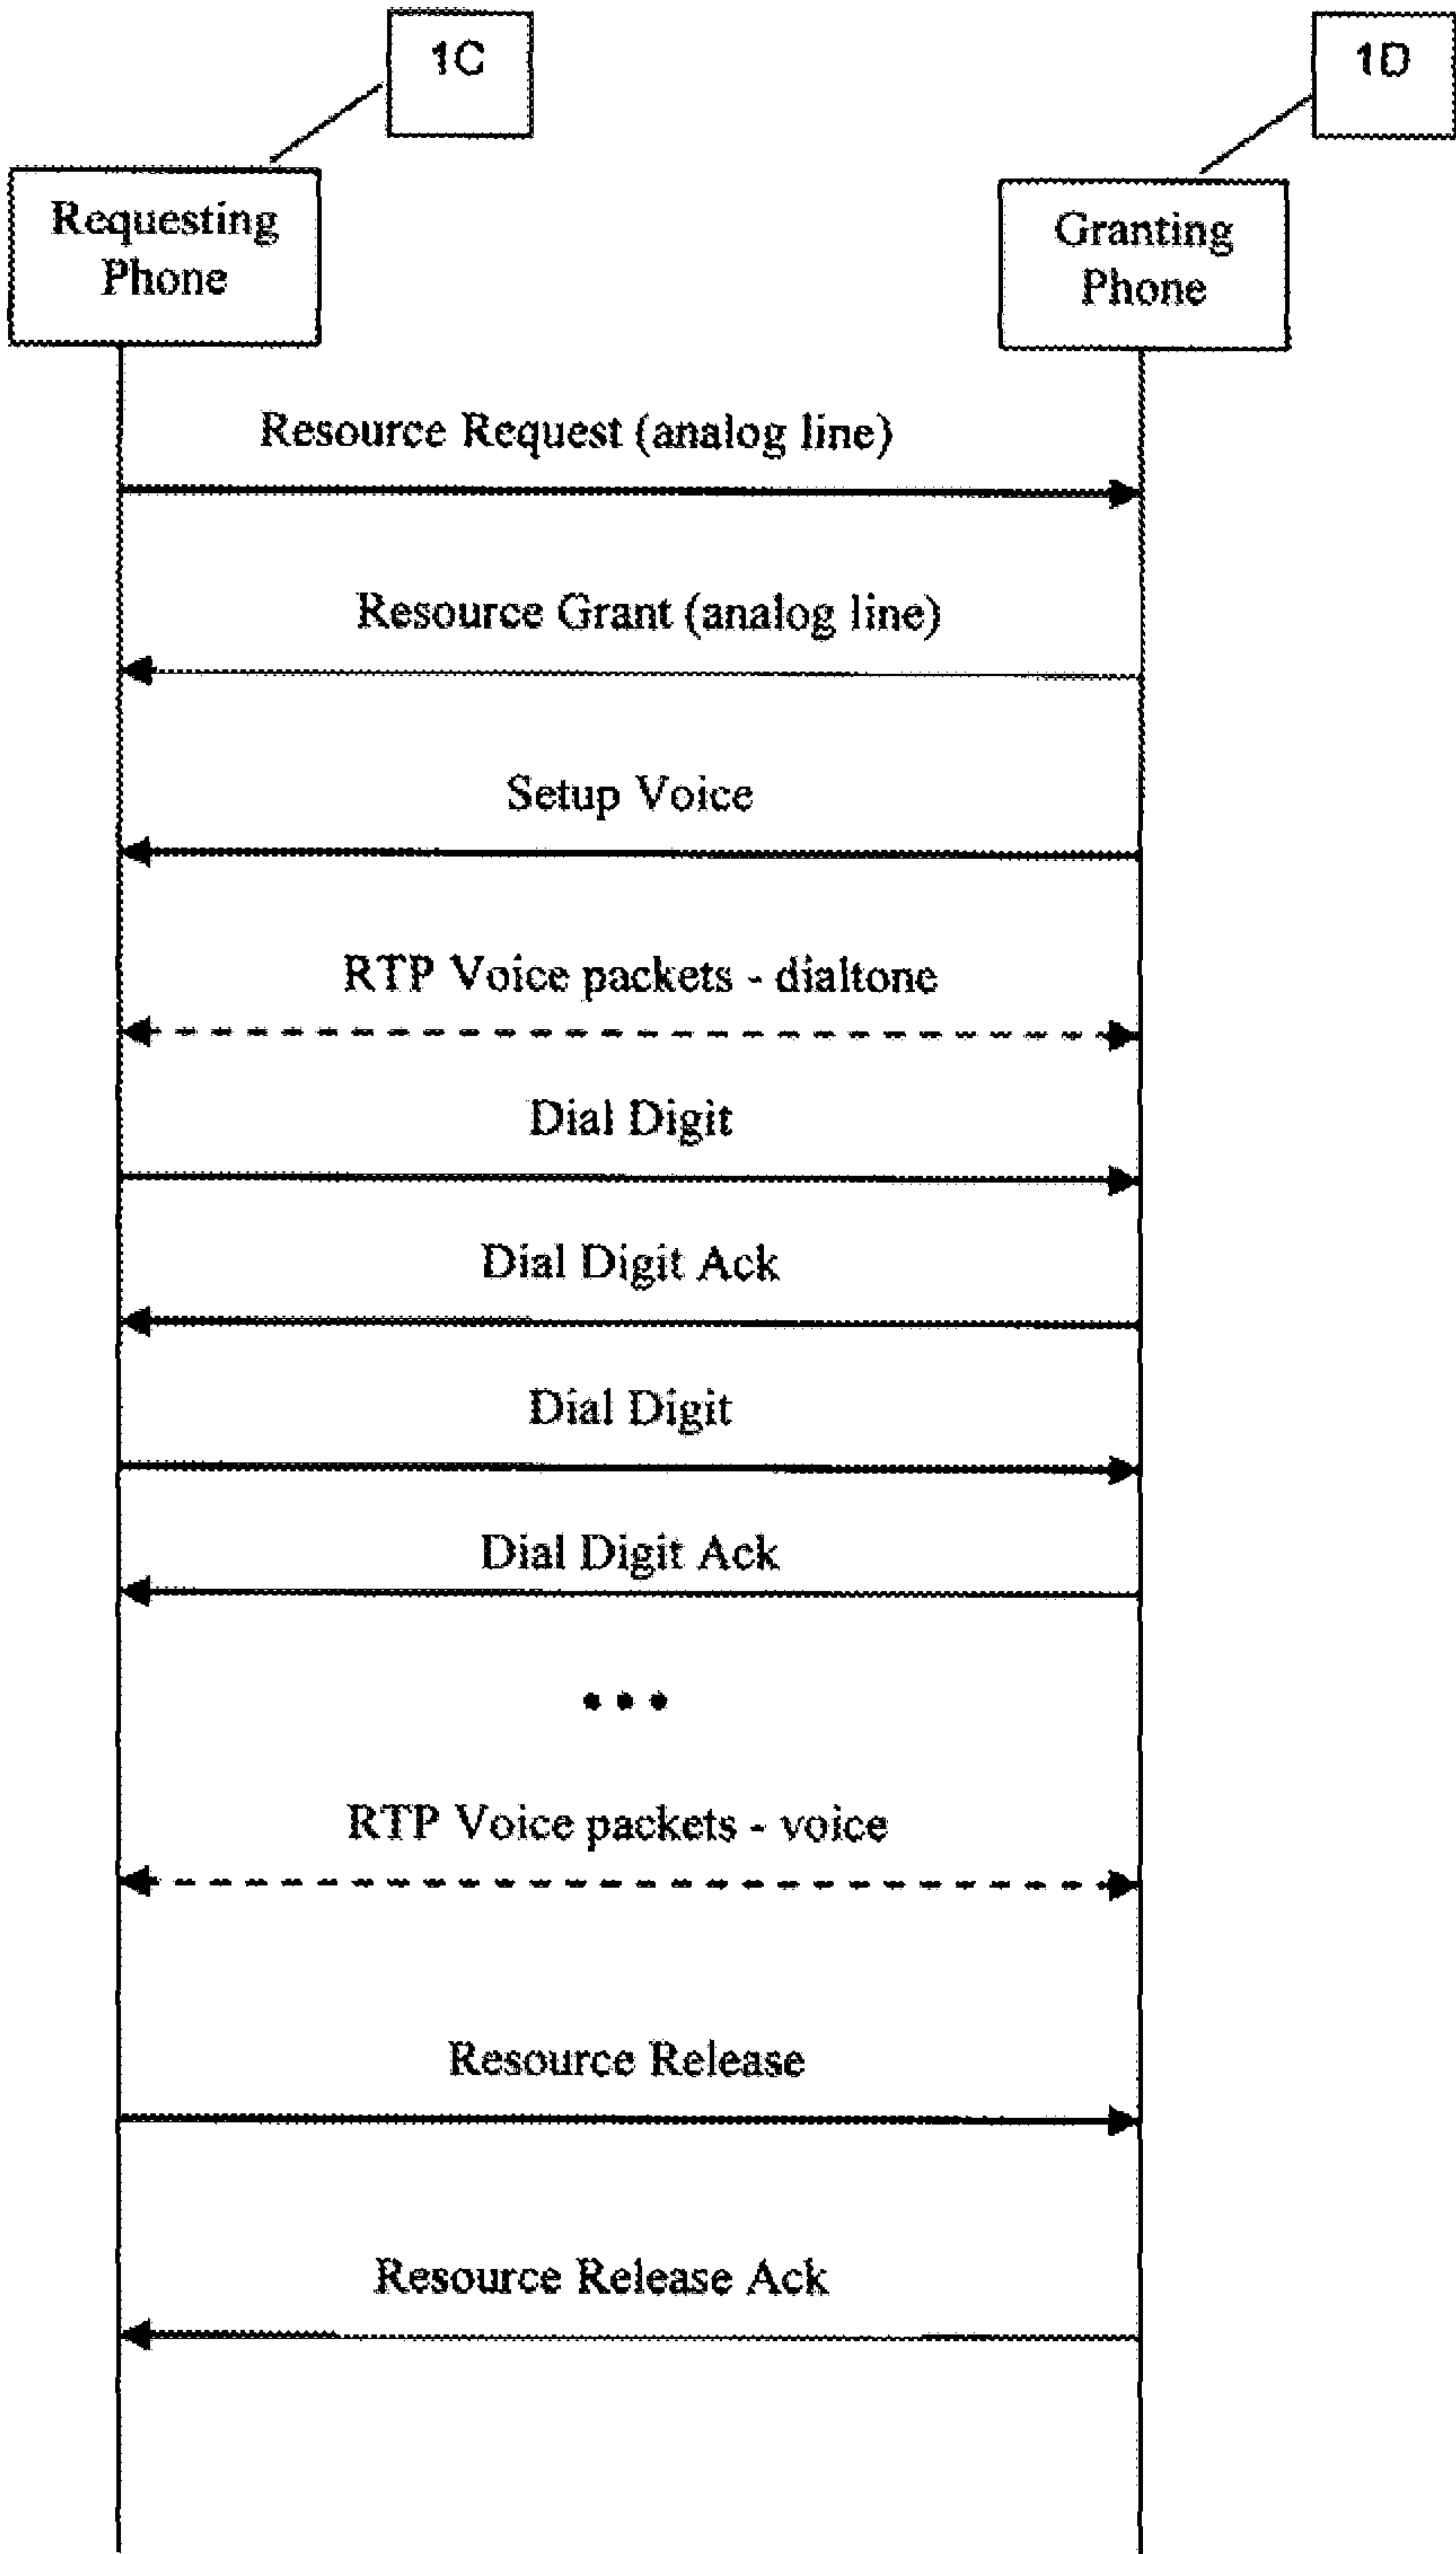 1C
1D
Requesting
Phone
Granting
Phone
Resource Request (analog line)
Resource Grant (analog line)
Setup Voice
RTP Voice packets - dialtone
Dial Digit
Dial Digit Ack
Dial Digit
Dial Digit Ack
•••
RTP Voice packets - voice
Resource Release
Resource Release Ack